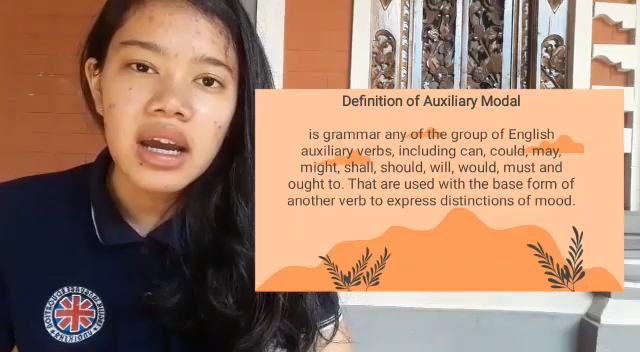 Definition of Auxiliary Modal
is grammar any of the group of English
auxiliary verbs, including can, could, may,
might, shall, should, will, would, must and
ought to. That are used with the base form of
another verb to express distinctions of mood.